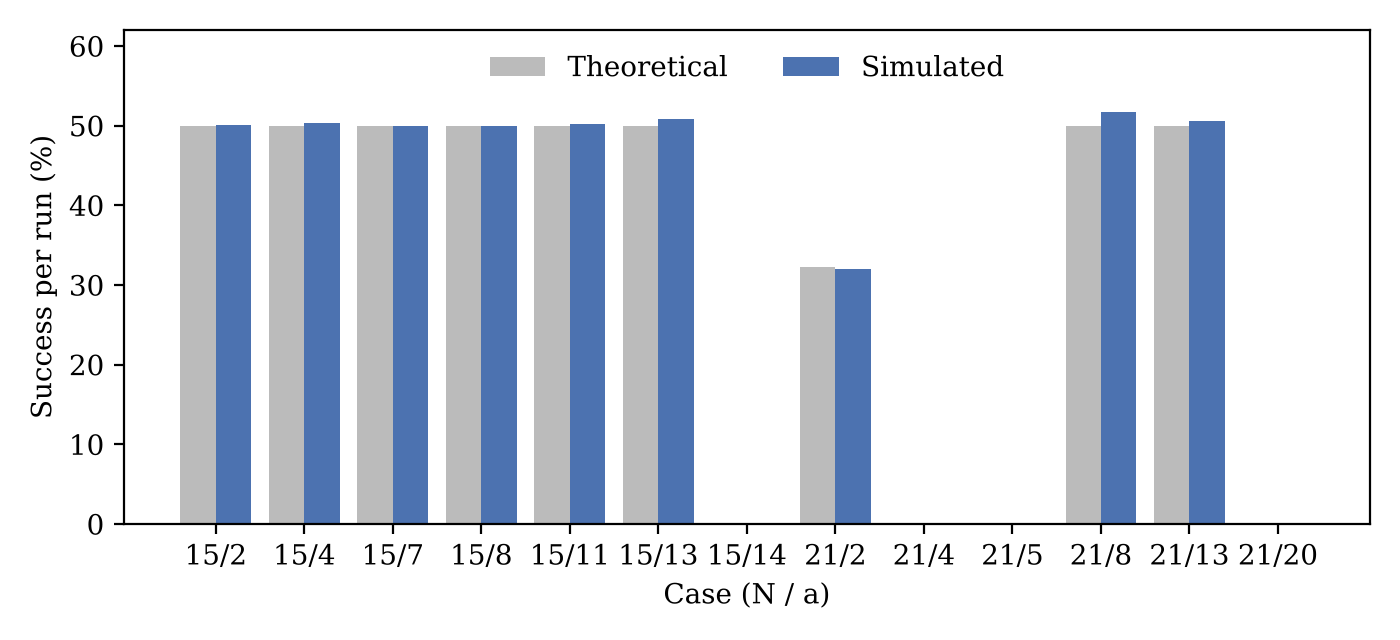 Theoretical Simulated
Success per run (%)
60
50
40
30
20
10
0
15/2 15/4 15/7 15/8 15/11 15/13 15/14 21/2 21/4 21/5 21/8 21/13 21/20
Case (N / a)